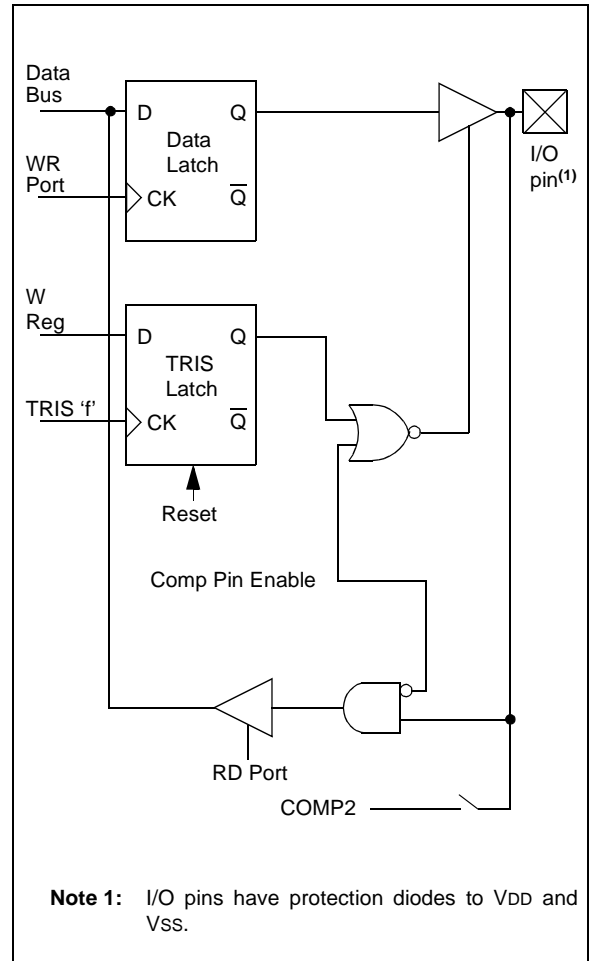 Data
Bus
D
Q
Data
Latch
WR
Port
CK
Q
I/O
pin(1)
W
Reg
D
Q
TRIS
Latch
TRIS ‘f’
CK
Q
Reset
Comp Pin Enable
RD Port
COMP2
Note 1: I/O pins have protection diodes to VDD and
VSS.